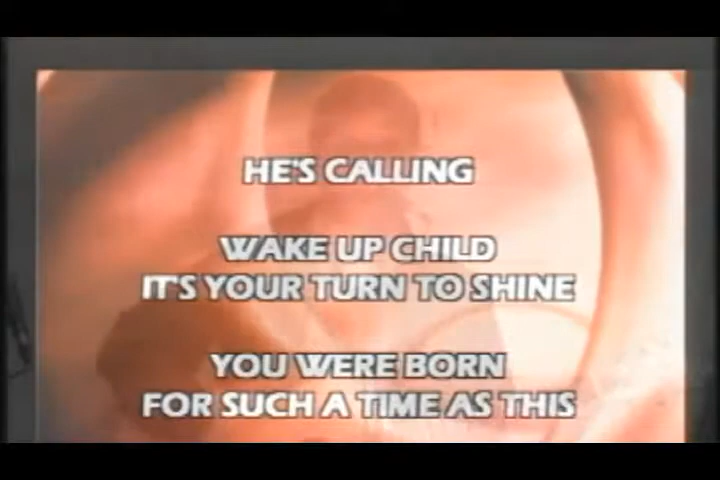 HE'S CALLING
WAKE UP CHILD
IT'S YOUR TURN TO SHINE
YOU WERE BORN
FOR SUCH A TIME AS THIS